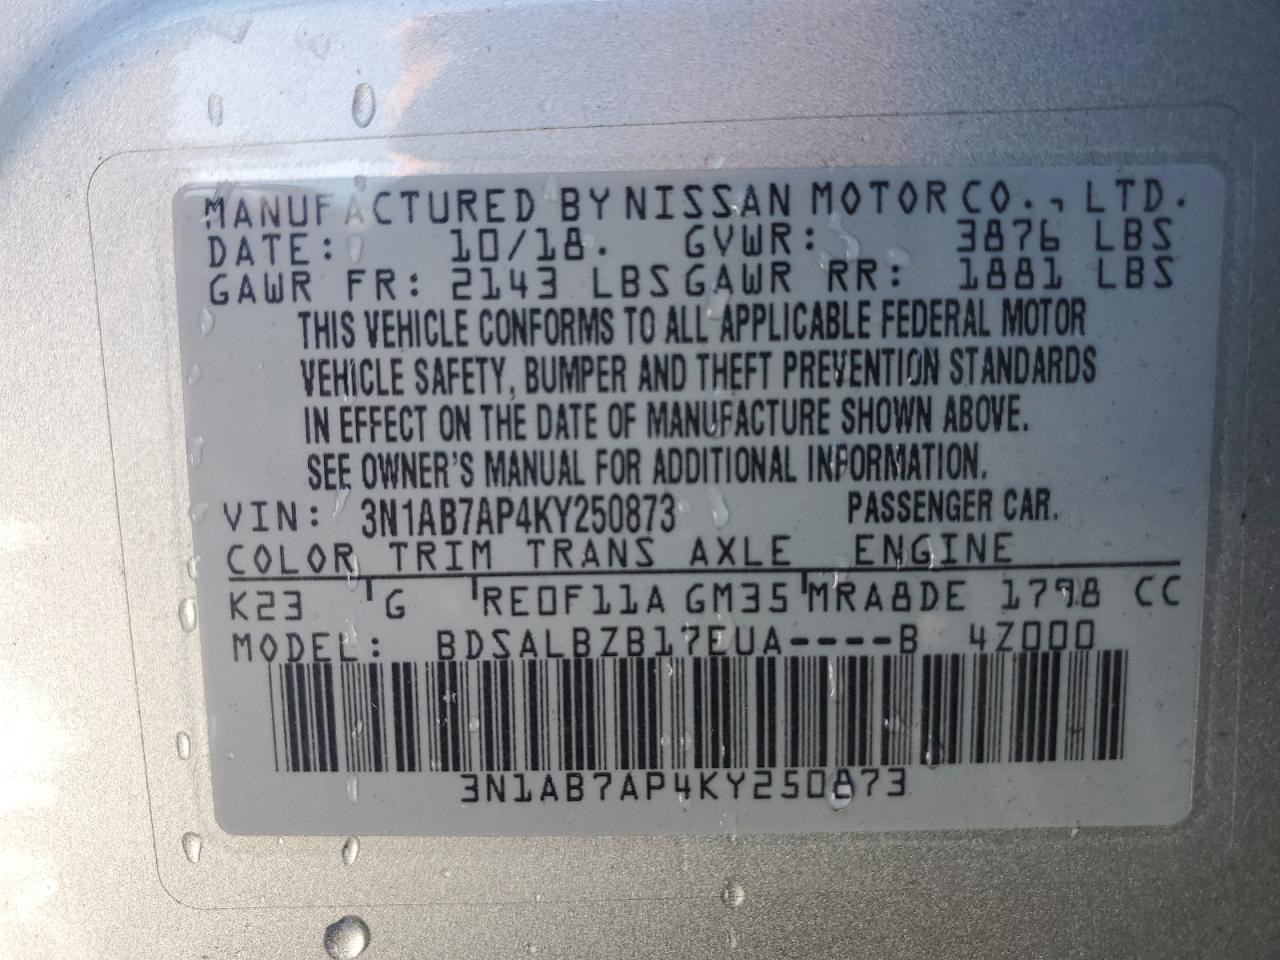 MANUFACTURED BY NISSAN MOTOR CO., LTD.
DATE: 10/18. GVWR: 3876 LBS
GAWR FR: 2143 LBS GAWR RR: 1881 LBS
THIS VEHICLE CONFORMS TO ALL APPLICABLE FEDERAL MOTOR
VEHICLE SAFETY, BUMPER AND THEFT PREVENTION STANDARDS
IN EFFECT ON THE DATE OF MANUFACTURE SHOWN ABOVE.
SEE OWNER'S MANUAL FOR ADDITIONAL INFORMATION.
VIN: 3N1AB7AP4KY250873 PASSENGER CAR.
COLOR TRIM TRANS AXLE ENGINE
K23 G RE0F11A GM35 MRA8DE 1798 CC
MODEL: BDSALBZB17EUA----B 4Z000
3N1AB7AP4KY250873